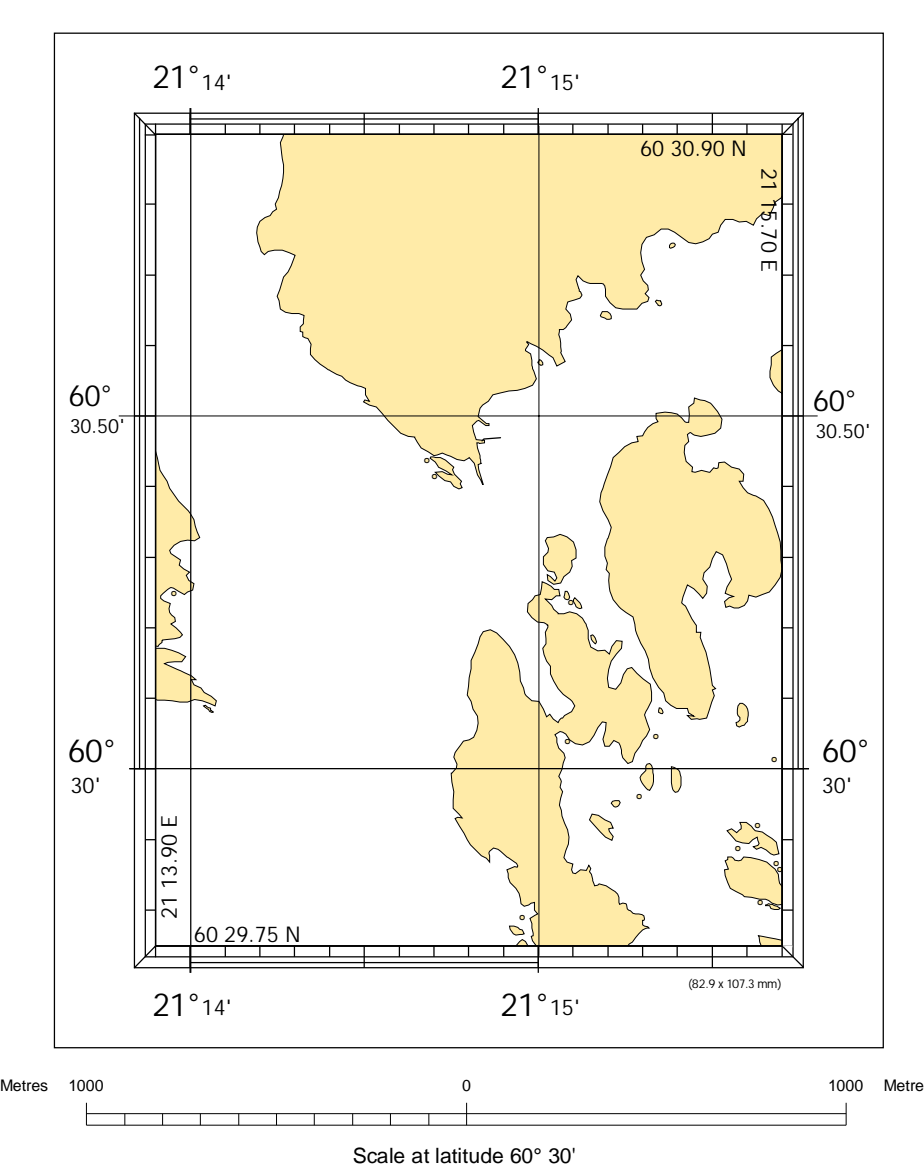 21° 14' 21° 15'
60 30.90 N
21 15.70 E
60° 30.50' 60° 30.50'
60° 30' 60° 30'
21 13.90 E
60 29.75 N
(82.9 x 107.3 mm)
21° 14' 21° 15'
Metres 1000 0 1000 Metre
Scale at latitude 60° 30'